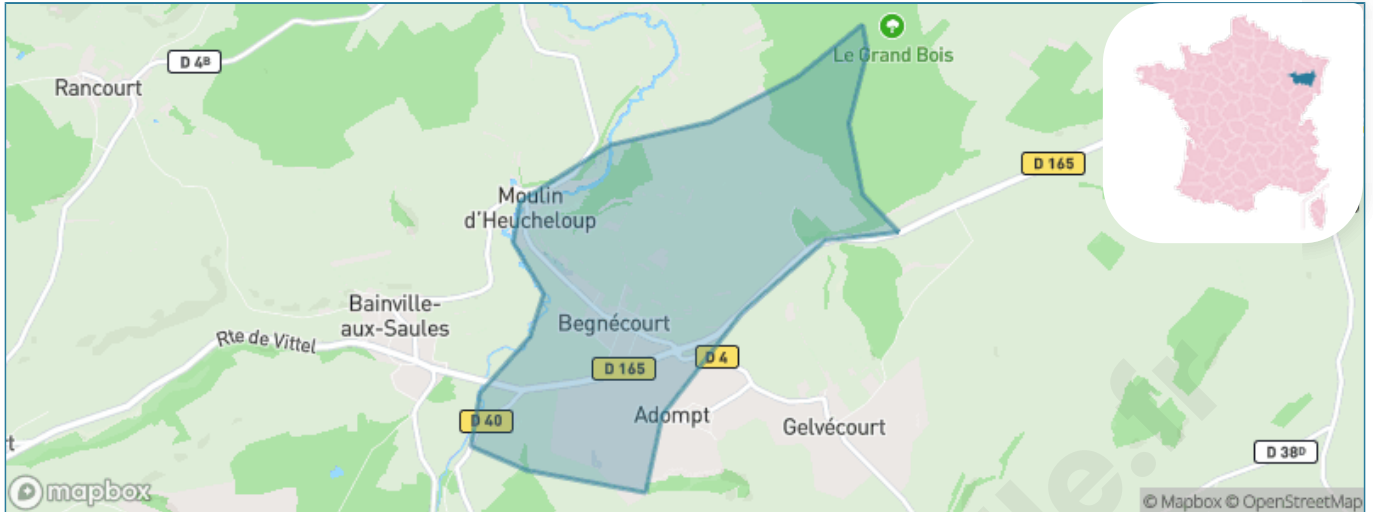 D 4ᴮ
Rancourt
Le Grand Bois
D 165
Moulin
d'Heucheloup
Bainville-
aux-Saules
Rte de Vittel
Begnécourt
D 4
D 165
D 40
Adompt
Gelvécourt
D 38ᴰ
mapbox
© Mapbox © OpenStreetMap